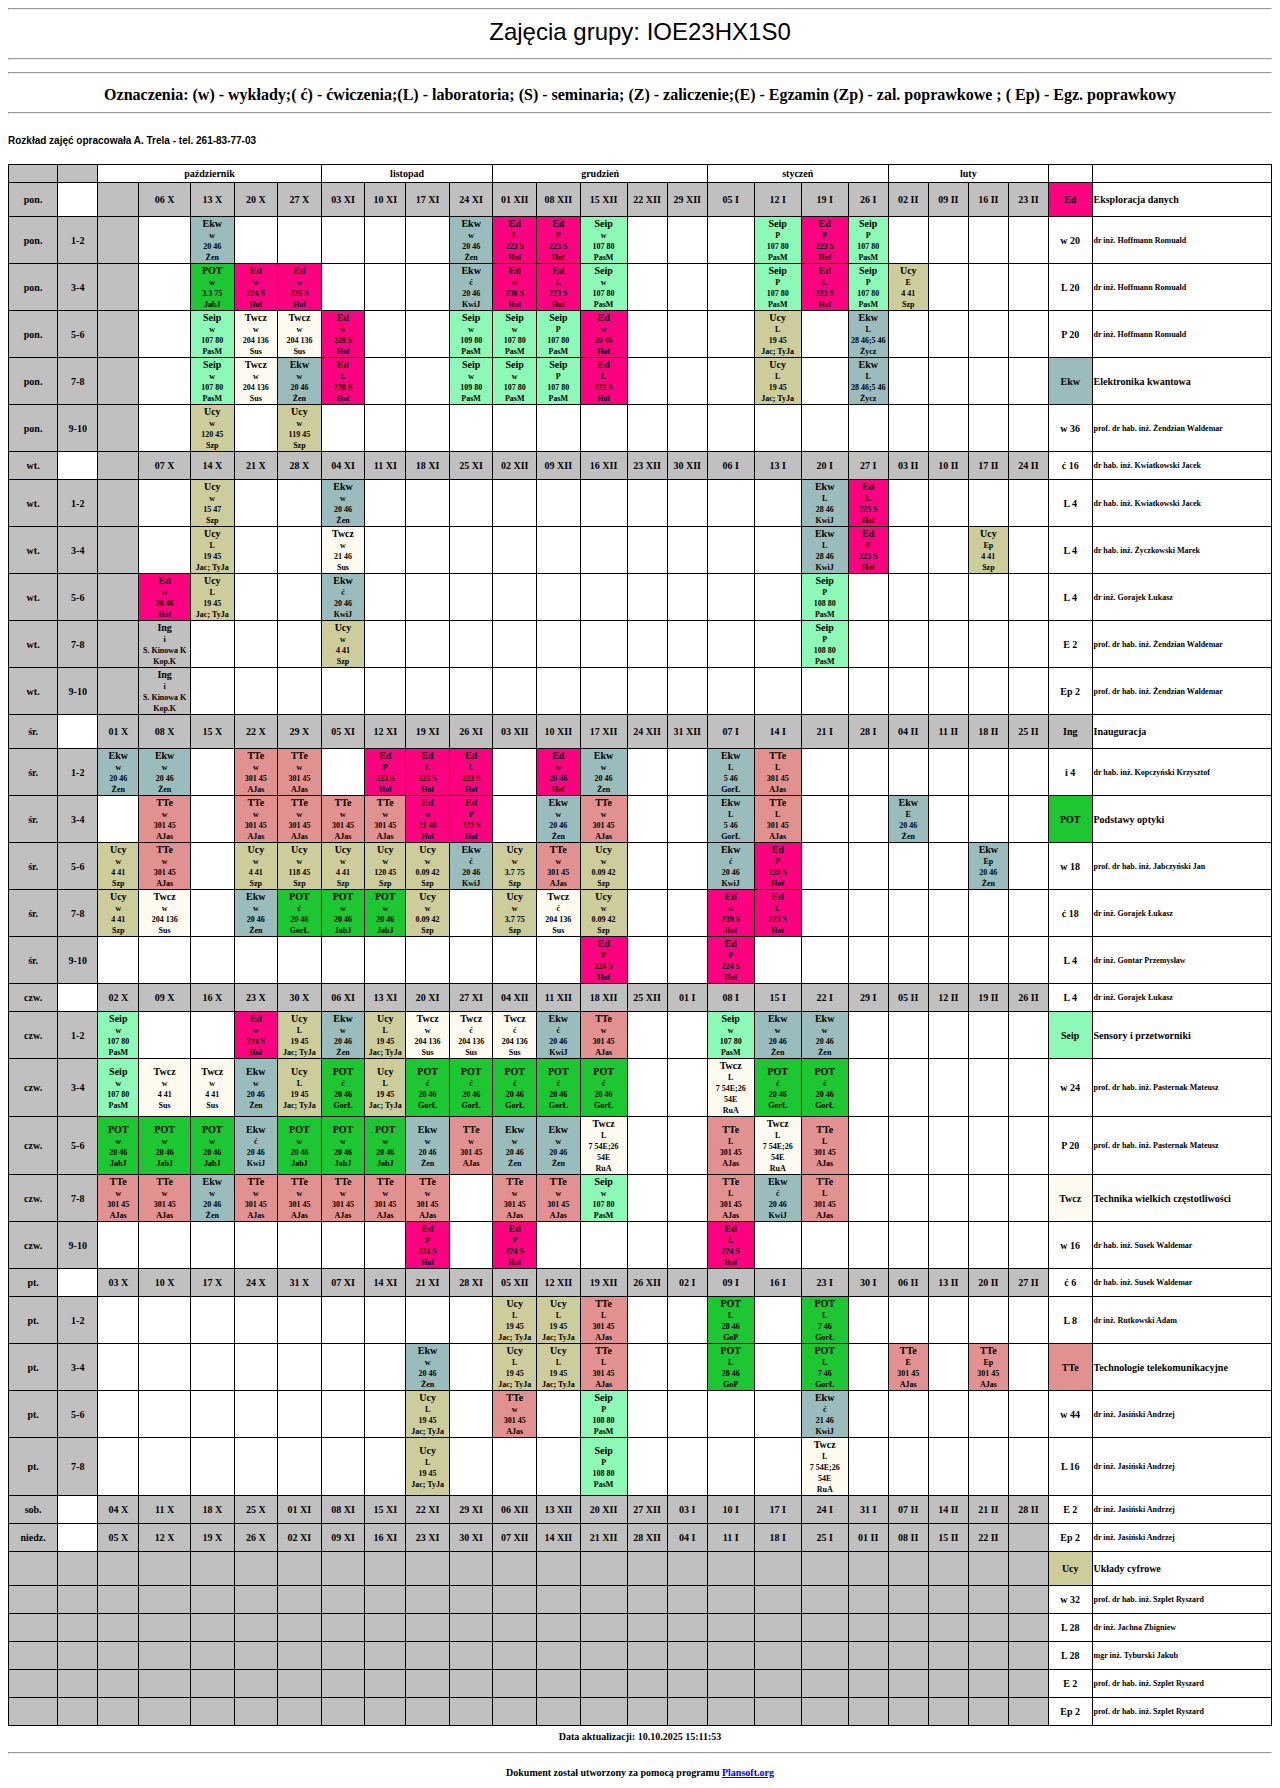 Zajęcia grupy: IOE23HX1S0
Oznaczenia: (w) - wykłady;( ć) - ćwiczenia;(L) - laboratoria; (S) - seminaria; (Z) - zaliczenie;(E) - Egzamin (Zp) - zal. poprawkowe ; ( Ep) - Egz. poprawkowy
Rozkład zajęć opracowała A. Trela - tel. 261-83-77-03
październik listopad grudzień styczeń luty
pon. 06 X 13 X 20 X 27 X 03 XI 10 XI 17 XI 24 XI 01 XII 08 XII 15 XII 22 XII 29 XII 05 I 12 I 19 I 26 I 02 II 09 II 16 II 23 II Ed Eksploracja danych
Ekw Ekw Ed Ed Seip Seip Ed Seip
pon. 1-2 w w L P w P P P w 20 dr inż. Hoffmann Romuald
20 46 20 46 223 S 223 S 107 80 107 80 223 S 107 80
Żen Żen Hof Hof PasM PasM Hof PasM
POT Ed Ed Ekw Ed Ed Seip Seip Ed Seip Ucy
pon. 3-4 w w w ć w L w P L P E L 20 dr inż. Hoffmann Romuald
3.3 75 224 S 226 S 20 46 236 S 223 S 107 80 107 80 223 S 107 80 4 41
JabJ Hof Hof KwiJ Hof Hof PasM PasM Hof PasM Szp
Seip Twcz Twcz Ed Seip Seip Seip Ed Ucy Ekw
pon. 5-6 w w w w w w P w L L P 20 dr inż. Hoffmann Romuald
107 80 204 136 204 136 228 S 109 80 107 80 107 80 20 46 19 45 28 46;5 46
PasM Sus Sus Hof PasM PasM PasM Hof Jac; TyJa Życz
Seip Twcz Ekw Ed Seip Seip Seip Ed Ucy Ekw
pon. 7-8 w w w L w w P L L L Ekw Elektronika kwantowa
107 80 204 136 20 46 228 S 109 80 107 80 107 80 223 S 19 45 28 46;5 46
PasM Sus Żen Hof PasM PasM PasM Hof Jac; TyJa Życz
Ucy Ucy
pon. 9-10 w w w 36 prof. dr hab. inż. Żendzian Waldemar
120 45 119 45
Szp Szp
wt. 07 X 14 X 21 X 28 X 04 XI 11 XI 18 XI 25 XI 02 XII 09 XII 16 XII 23 XII 30 XII 06 I 13 I 20 I 27 I 03 II 10 II 17 II 24 II ć 16 dr hab. inż. Kwiatkowski Jacek
Ucy Ekw Ekw Ed
wt. 1-2 w w L L L 4 dr hab. inż. Kwiatkowski Jacek
15 47 20 46 28 46 223 S
Szp Żen KwiJ Hof
Ucy Twcz Ekw Ed Ucy
wt. 3-4 L w L P Ep L 4 dr hab. inż. Życzkowski Marek
19 45 21 46 28 46 223 S 4 41
Jac; TyJa Sus KwiJ Hof Szp
Ed Ucy Ekw Seip
wt. 5-6 w L ć P L 4 dr inż. Gorajek Łukasz
20 46 19 45 20 46 108 80
Hof Jac; TyJa KwiJ PasM
Ing Ucy Seip
wt. 7-8 i w P E 2 prof. dr hab. inż. Żendzian Waldemar
S. Kinowa K 4 41 108 80
Kop.K Szp PasM
Ing
wt. 9-10 i Ep 2 prof. dr hab. inż. Żendzian Waldemar
S. Kinowa K
Kop.K
śr. 01 X 08 X 15 X 22 X 29 X 05 XI 12 XI 19 XI 26 XI 03 XII 10 XII 17 XII 24 XII 31 XII 07 I 14 I 21 I 28 I 04 II 11 II 18 II 25 II Ing Inauguracja
Ekw Ekw TTe TTe Ed Ed Ed Ed Ekw Ekw TTe
śr. 1-2 w w w w P L L w w L L i 4 dr hab. inż. Kopczyński Krzysztof
20 46 20 46 301 45 301 45 223 S 223 S 223 S 20 46 20 46 5 46 301 45
Żen Żen AJas AJas Hof Hof Hof Hof Żen GorŁ AJas
TTe TTe TTe TTe TTe Ed Ed Ekw TTe Ekw TTe Ekw
śr. 3-4 w w w w w w P w w L L E POT Podstawy optyki
301 45 301 45 301 45 301 45 301 45 21 46 223 S 20 46 301 45 5 46 301 45 20 46
AJas AJas AJas AJas AJas Hof Hof Żen AJas GorŁ AJas Żen
Ucy TTe Ucy Ucy Ucy Ucy Ucy Ekw Ucy TTe Ucy Ekw Ed Ekw
śr. 5-6 w w w w w w w ć w w w ć P Ep w 18 prof. dr hab. inż. Jabczyński Jan
4 41 301 45 4 41 118 45 4 41 120 45 0.09 42 20 46 3.7 75 301 45 0.09 42 20 46 224 S 20 46
Szp AJas Szp Szp Szp Szp Szp KwiJ Szp AJas Szp KwiJ Hof Żen
Ucy Twcz Ekw POT POT POT Ucy Ucy Twcz Ucy Ed Ed
śr. 7-8 w w w ć w w w w ć w w L ć 18 dr inż. Gorajek Łukasz
4 41 204 136 20 46 20 46 20 46 20 46 0.09 42 3.7 75 204 136 0.09 42 239 S 223 S
Szp Sus Żen GorŁ JabJ JabJ Szp Szp Sus Szp Hof Hof
Ed Ed
śr. 9-10 P P L 4 dr inż. Gontar Przemysław
224 S 224 S
Hof Hof
czw. 02 X 09 X 16 X 23 X 30 X 06 XI 13 XI 20 XI 27 XI 04 XII 11 XII 18 XII 25 XII 01 I 08 I 15 I 22 I 29 I 05 II 12 II 19 II 26 II L 4 dr inż. Gorajek Łukasz
Seip Ed Ucy Ekw Ucy Twcz Twcz Twcz Ekw TTe Seip Ekw Ekw
czw. 1-2 w w L w L w ć ć ć w w w w Seip Sensory i przetworniki
107 80 224 S 19 45 20 46 19 45 204 136 204 136 204 136 20 46 301 45 107 80 20 46 20 46
PasM Hof Jac; TyJa Żen Jac; TyJa Sus Sus Sus KwiJ AJas PasM Żen Żen
Seip Twcz Twcz Ekw Ucy POT Ucy POT POT POT POT POT Twcz POT POT
czw. 3-4 w w w w L ć L ć ć ć ć ć L ć ć w 24 prof. dr hab. inż. Pasternak Mateusz
107 80 4 41 4 41 20 46 19 45 20 46 19 45 20 46 20 46 20 46 20 46 20 46 7 54E;26 54E 20 46 20 46
PasM Sus Sus Żen Jac; TyJa GorŁ Jac; TyJa GorŁ GorŁ GorŁ GorŁ GorŁ RuA GorŁ GorŁ
POT POT POT Ekw POT POT POT Ekw TTe Ekw Ekw Twcz TTe Twcz TTe
czw. 5-6 w w w ć w w w w w w w L L L L P 20 prof. dr hab. inż. Pasternak Mateusz
20 46 20 46 20 46 20 46 20 46 20 46 20 46 20 46 301 45 20 46 20 46 7 54E;26 54E 301 45 7 54E;26 54E 301 45
JabJ JabJ JabJ KwiJ JabJ JabJ JabJ Żen AJas Żen Żen RuA AJas RuA AJas
TTe TTe Ekw TTe TTe TTe TTe TTe TTe TTe Seip TTe Ekw TTe
czw. 7-8 w w w w w w w w w w w L ć L Twcz Technika wielkich częstotliwości
301 45 301 45 20 46 301 45 301 45 301 45 301 45 301 45 301 45 301 45 107 80 301 45 20 46 301 45
AJas AJas Żen AJas AJas AJas AJas AJas AJas AJas PasM AJas KwiJ AJas
Ed Ed Ed
czw. 9-10 P P L w 16 dr hab. inż. Susek Waldemar
224 S 224 S 224 S
Hof Hof Hof
pt. 03 X 10 X 17 X 24 X 31 X 07 XI 14 XI 21 XI 28 XI 05 XII 12 XII 19 XII 26 XII 02 I 09 I 16 I 23 I 30 I 06 II 13 II 20 II 27 II ć 6 dr hab. inż. Susek Waldemar
Ucy Ucy TTe POT POT
pt. 1-2 L L L L L L 8 dr inż. Rutkowski Adam
19 45 19 45 301 45 28 46 7 46
Jac; TyJa Jac; TyJa AJas GoP GorŁ
Ekw Ucy Ucy TTe POT POT TTe TTe
pt. 3-4 w L L L L L E Ep TTe Technologie telekomunikacyjne
20 46 19 45 19 45 301 45 28 46 7 46 301 45 301 45
Żen Jac; TyJa Jac; TyJa AJas GoP GorŁ AJas AJas
Ucy TTe Seip Ekw
pt. 5-6 L w P ć w 44 dr inż. Jasiński Andrzej
19 45 301 45 108 80 21 46
Jac; TyJa AJas PasM KwiJ
Ucy Seip Twcz
pt. 7-8 L P L L 16 dr inż. Jasiński Andrzej
19 45 108 80 7 54E;26 54E
Jac; TyJa PasM RuA
sob. 04 X 11 X 18 X 25 X 01 XI 08 XI 15 XI 22 XI 29 XI 06 XII 13 XII 20 XII 27 XII 03 I 10 I 17 I 24 I 31 I 07 II 14 II 21 II 28 II E 2 dr inż. Jasiński Andrzej
niedz. 05 X 12 X 19 X 26 X 02 XI 09 XI 16 XI 23 XI 30 XI 07 XII 14 XII 21 XII 28 XII 04 I 11 I 18 I 25 I 01 II 08 II 15 II 22 II Ep 2 dr inż. Jasiński Andrzej
Ucy Układy cyfrowe
w 32 prof. dr hab. inż. Szplet Ryszard
L 28 dr inż. Jachna Zbigniew
L 28 mgr inż. Tyburski Jakub
E 2 prof. dr hab. inż. Szplet Ryszard
Ep 2 prof. dr hab. inż. Szplet Ryszard
Data aktualizacji: 10.10.2025 15:11:53
Dokument został utworzony za pomocą programu Plansoft.org